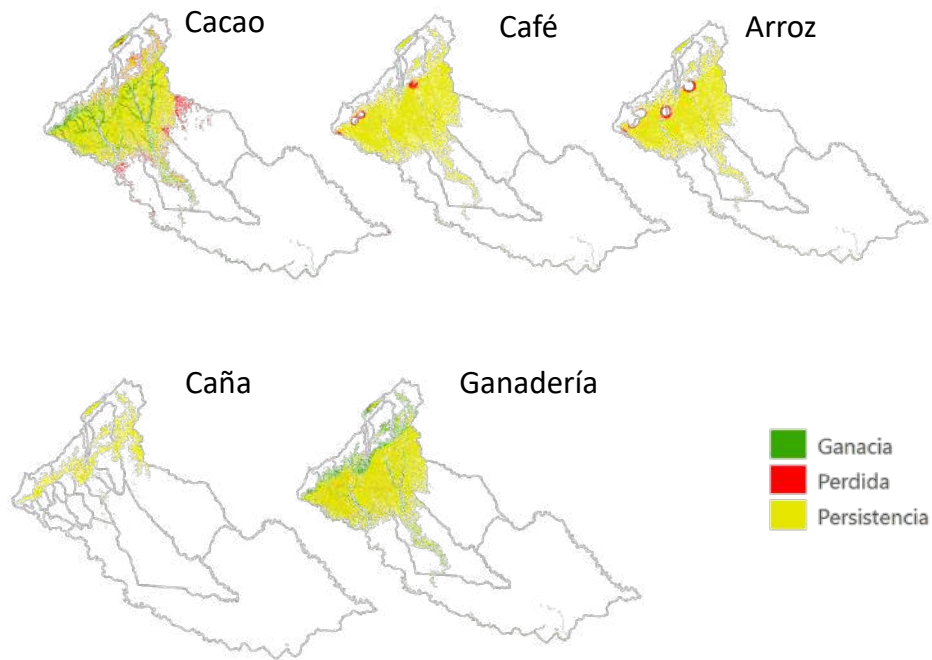 Cacao
Café
Arroz
Caña
Ganadería
Ganacia
Perdida
Persistencia